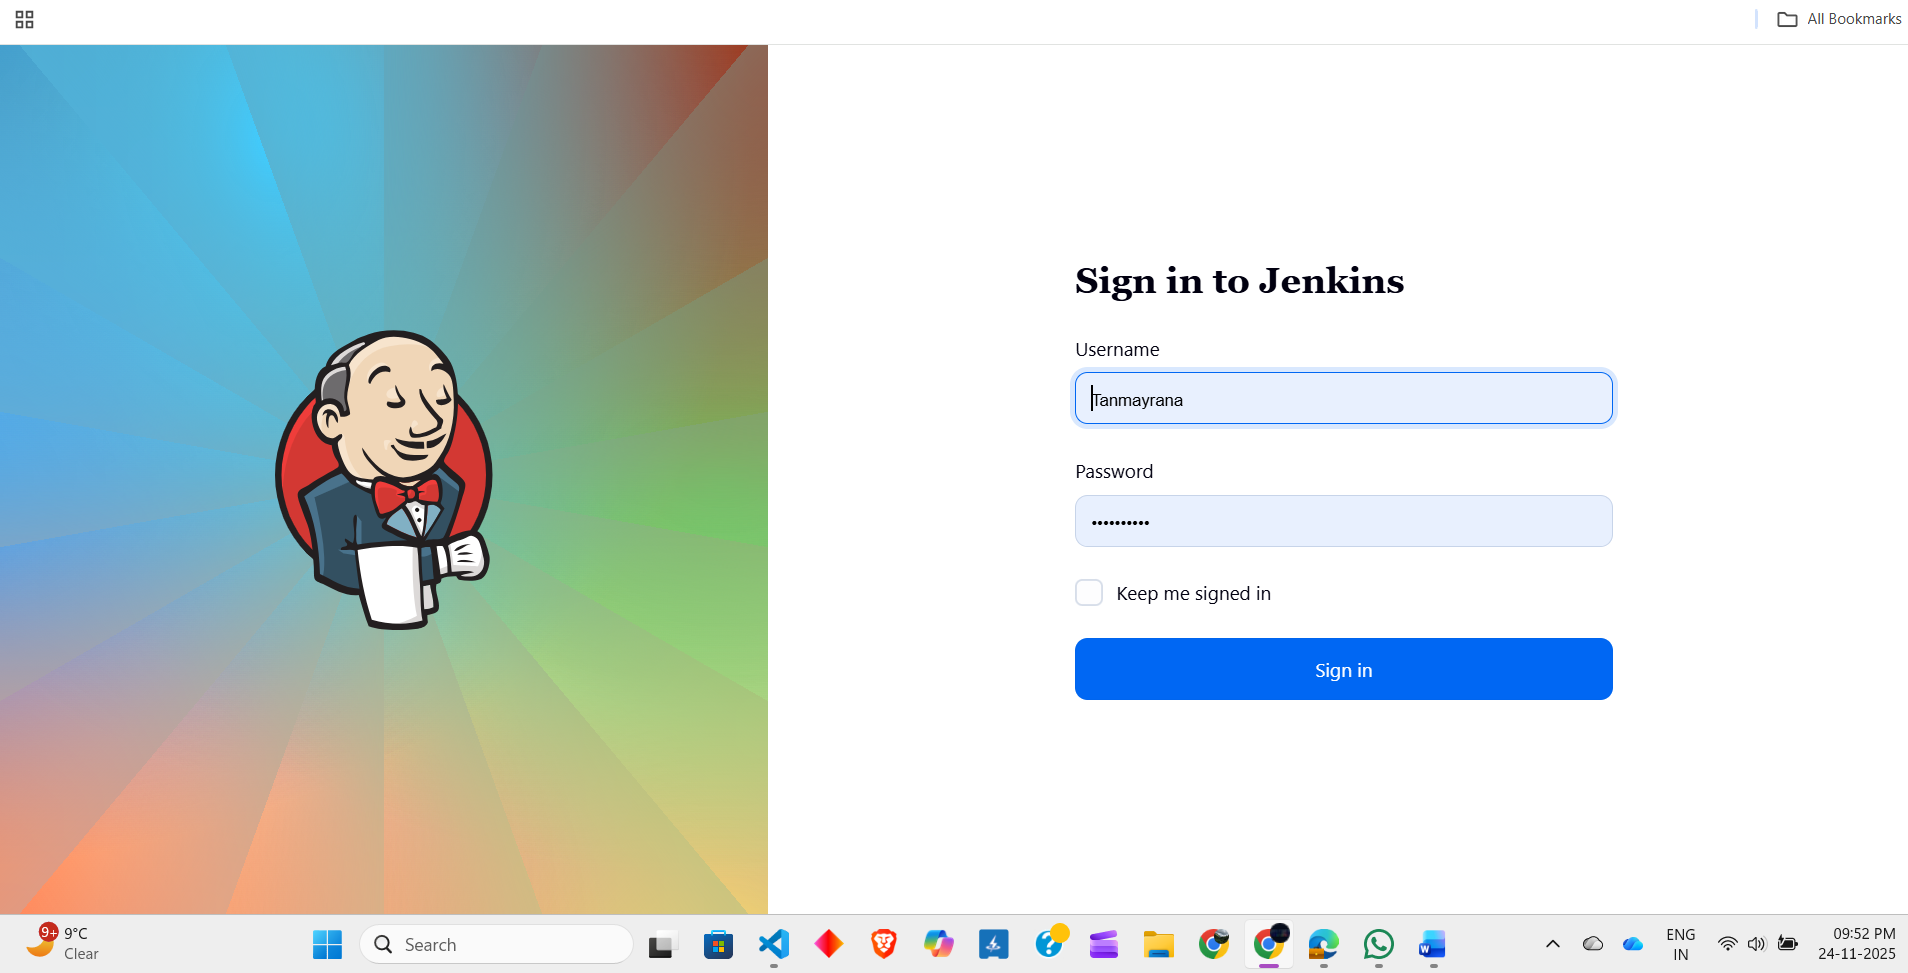 All Bookmarks
Sign in to Jenkins
Username
Tanmayrana
Password
••••••••••
Keep me signed in
Sign in
9+
9°C
Clear
Search
ENG
IN
09:52 PM
24-11-2025